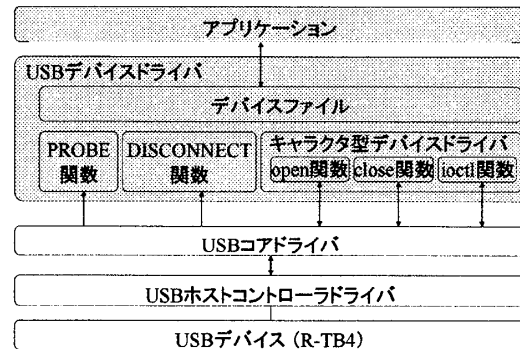 アプリケーション
USBデバイスドライバ
デバイスファイル
PROBE
関数
DISCONNECT
関数
キャラクタ型デバイスドライバ
open関数
close関数
ioctl関数
USBコアドライバ
USBホストコントローラドライバ
USBデバイス（R-TB4）